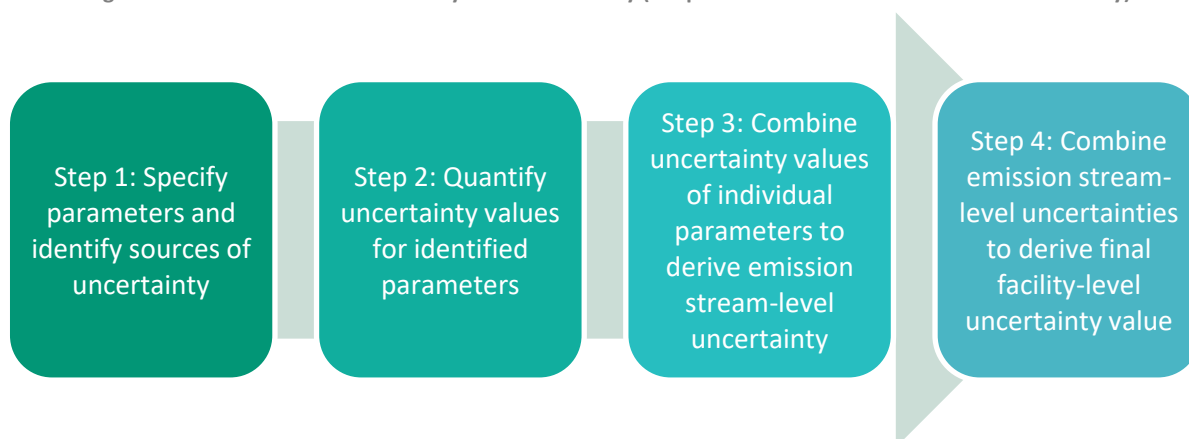 Step 1: Specify
parameters and
identify sources of
uncertainty
Step 2: Quantify
uncertainty values
for identified
parameters
Step 3: Combine
uncertainty values
of individual
parameters to
derive emission
stream-level
uncertainty
Step 4: Combine
emission stream-
level uncertainties
to derive final
facility-level
uncertainty value